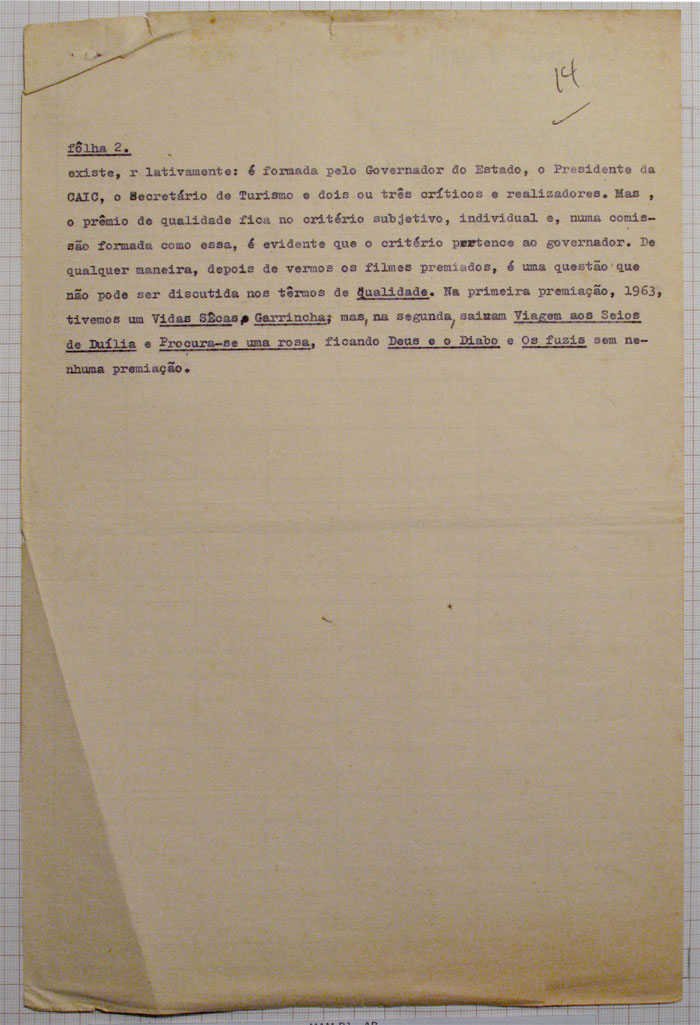 14
fôlha 2.
existe, r lativamente: é formada pelo Governador do Estado, o Presidente da
CAIC, o Secretário de Turismo e dois ou três críticos e realizadores. Mas ,
o prêmio de qualidade fica no critério subjetivo, individual e, numa comis-
são formada como essa, é evidente que o critério pertence ao governador. De
qualquer maneira, depois de vermos os filmes premiados, é uma questão que
não pode ser discutida nos têrmos de qualidade. Na primeira premiação, 1963,
tivemos um Vidas Sêcas, Garrincha; mas, na segunda, sairam Viagem aos Seios
de Duília e Procura-se uma rosa, ficando Deus e o Diabo e Os fuzis sem ne-
nhuma premiação.